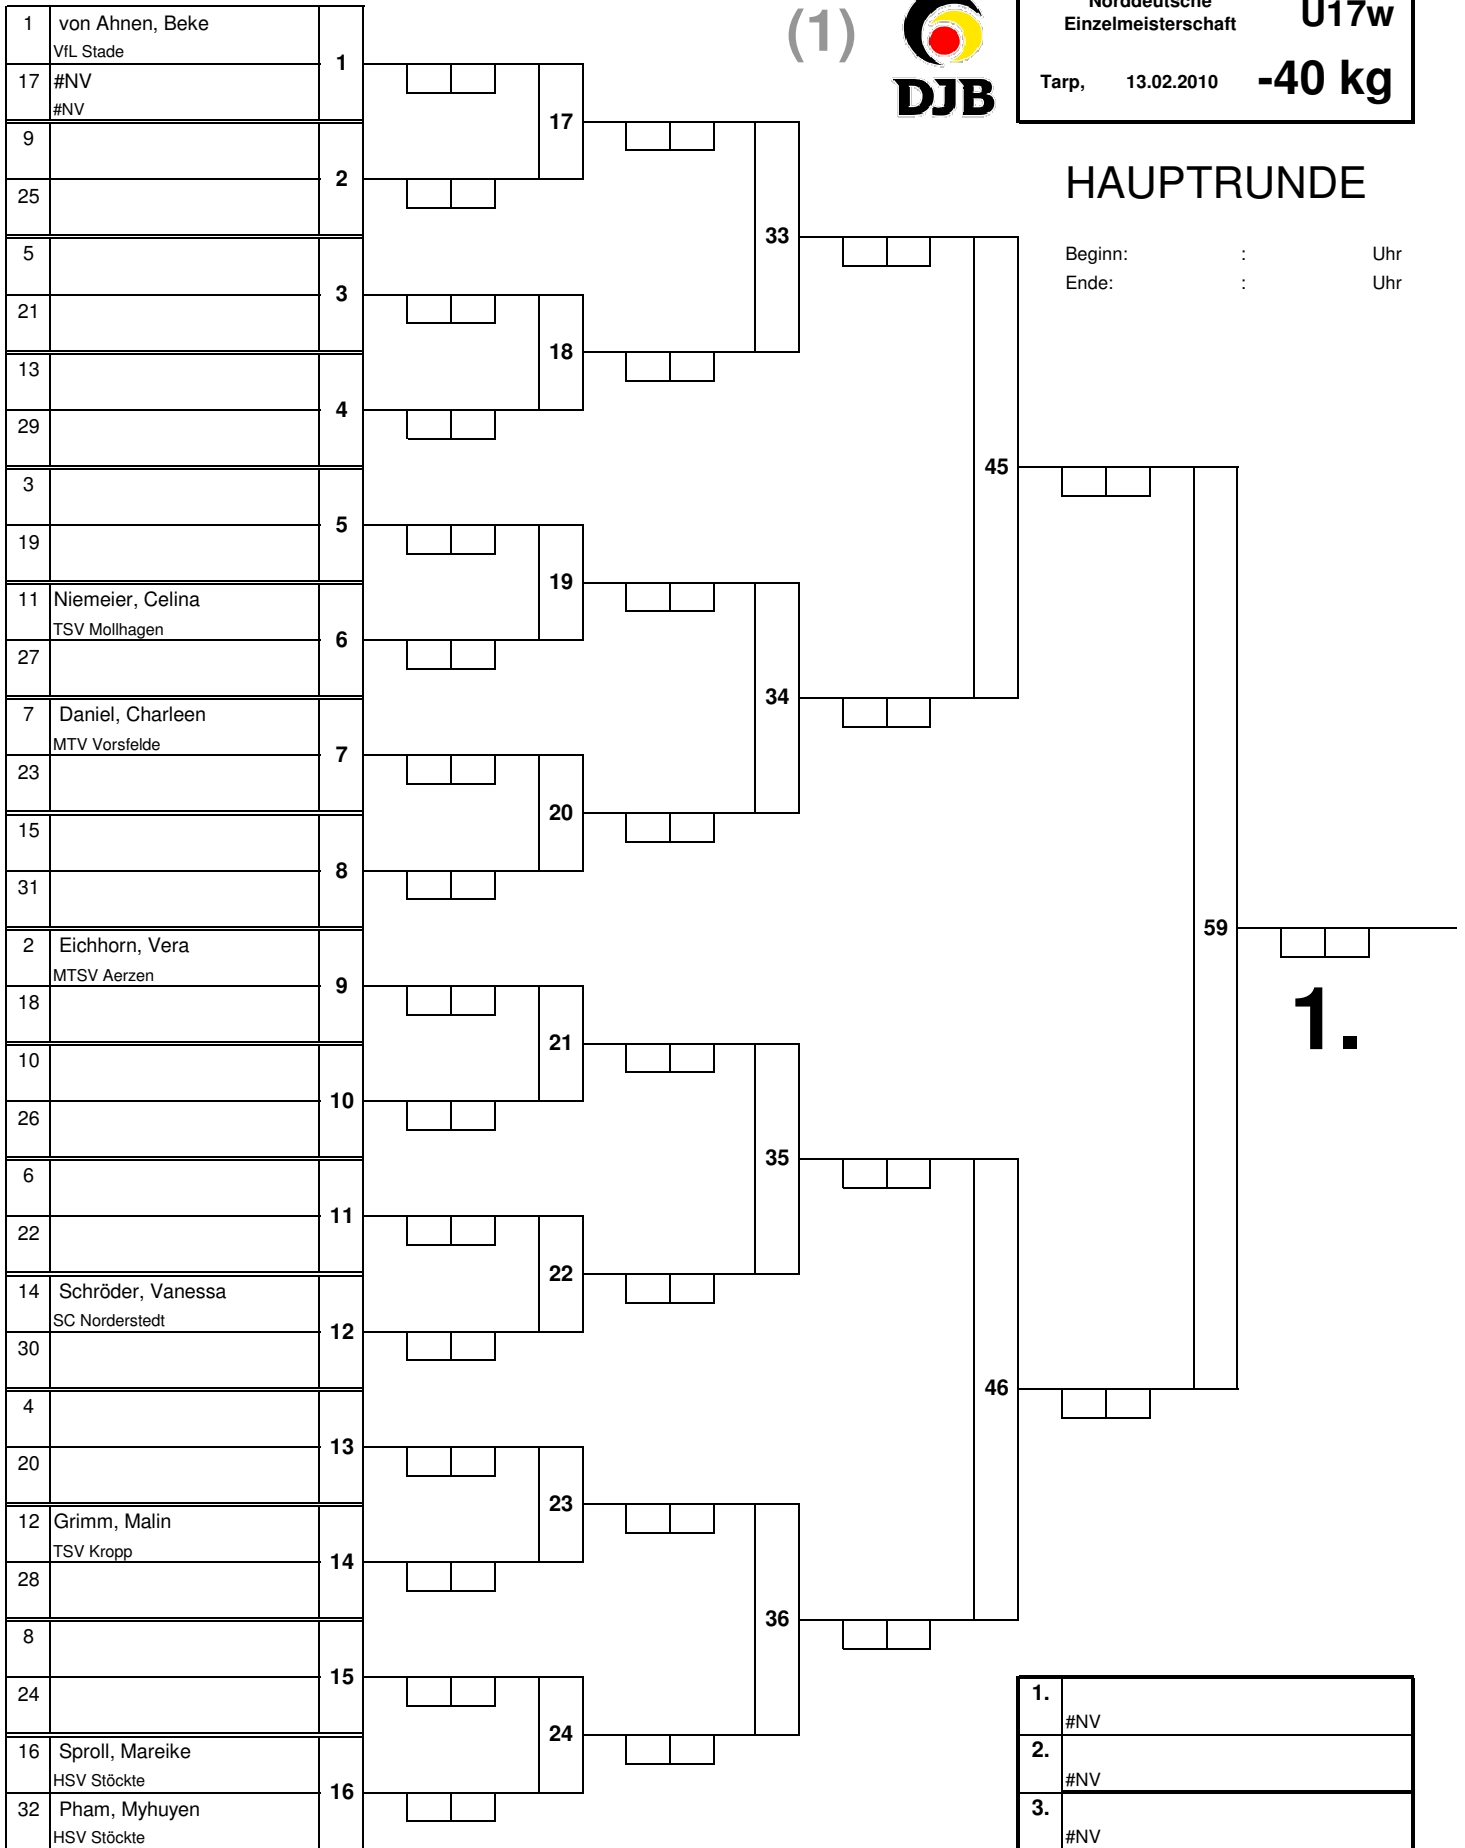 (1)
DJB
Norddeutsche
Einzelmeisterschaft
U17w
Tarp, 13.02.2010 -40 kg
HAUPTRUNDE
Beginn: : Uhr
Ende: : Uhr
1 von Ahnen, Beke
VfL Stade
1
17 #NV
#NV
17
9
2
25
33
5
3
21
18
13
4
29
45
3
5
19
19
11 Niemeier, Celina
TSV Mollhagen
6
27
34
7 Daniel, Charleen
MTV Vorsfelde
7
23
20
15
8
31
59
1.
2 Eichhorn, Vera
MTSV Aerzen
9
18
21
10
10
26
35
6
11
22
22
14 Schröder, Vanessa
SC Norderstedt
12
30
46
4
13
20
23
12 Grimm, Malin
TSV Kropp
14
28
36
8
15
24
24
16 Sproll, Mareike
HSV Stöckte
16
32 Pham, Myhuyen
HSV Stöckte
1.
#NV
2.
#NV
3.
#NV